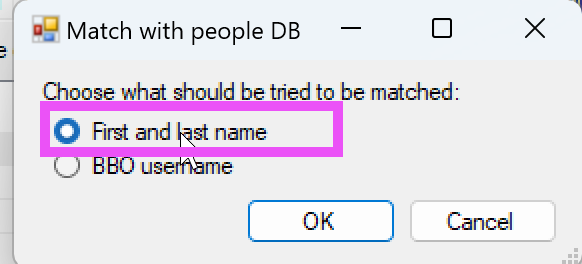 Match with people DB
Choose what should be tried to be matched:
First and last name
BBO username
OK
Cancel